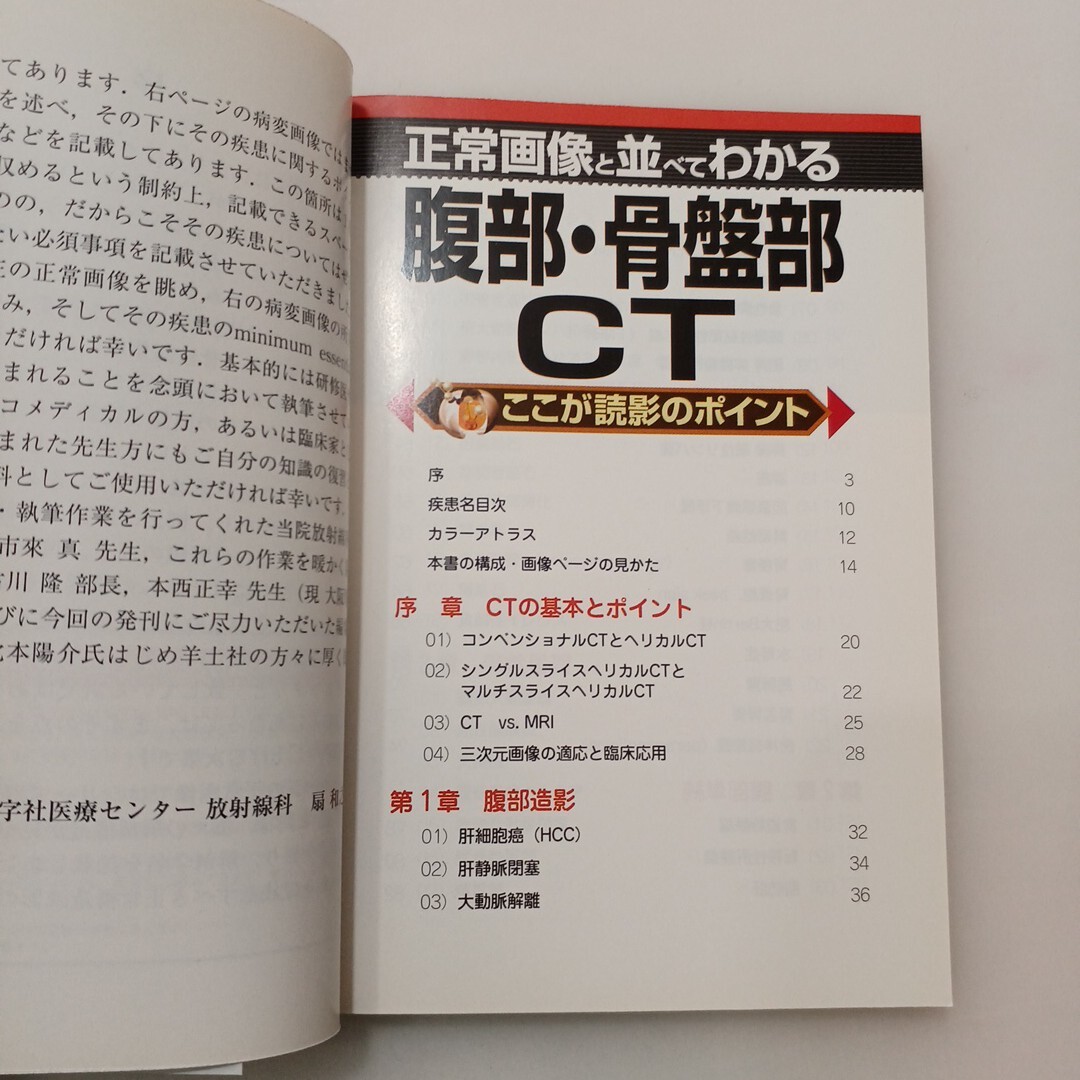 てあります．右ページの病変画像では
を述べ，その下にその疾患に関するポイ
などを記載してあります．この箇所は
収めるという制約上，記載できるスペー
のの，だからこそその疾患についてはぜ
たい必須事項を記載させていただきまし
の正常画像を眺め，右の病変画像の
み，そしてその疾患のminimum essen
ただければ幸いです．基本的には研修医
まれることを念頭において執筆させて
コメディカルの方，あるいは臨床家と
まれた先生方にもご自分の知識の復習
科としてご使用いただければ幸いです．
・執筆作業を行ってくれた当院放射線
市來 真 先生，これらの作業を暖かく
川 隆 部長，本西正幸 先生（現 大阪
びに今回の発刊にご尽力いただいた編
本陽介氏はじめ羊土社の方々に厚く
字社医療センター 放射線科　扇 和
正常画像と並べてわかる
腹部・骨盤部
CT
ここが読影のポイント
序 3
疾患名目次 10
カラーアトラス 12
本書の構成・画像ページの見かた 14
序　章　CTの基本とポイント
01）コンベンショナルCTとヘリカルCT 20
02）シングルスライスヘリカルCTと
マルチスライスヘリカルCT 22
03）CT　vs. MRI 25
04）三次元画像の適応と臨床応用 28
第１章　腹部造影
01）肝細胞癌（HCC） 32
02）肝静脈閉塞 34
03）大動脈解離 36